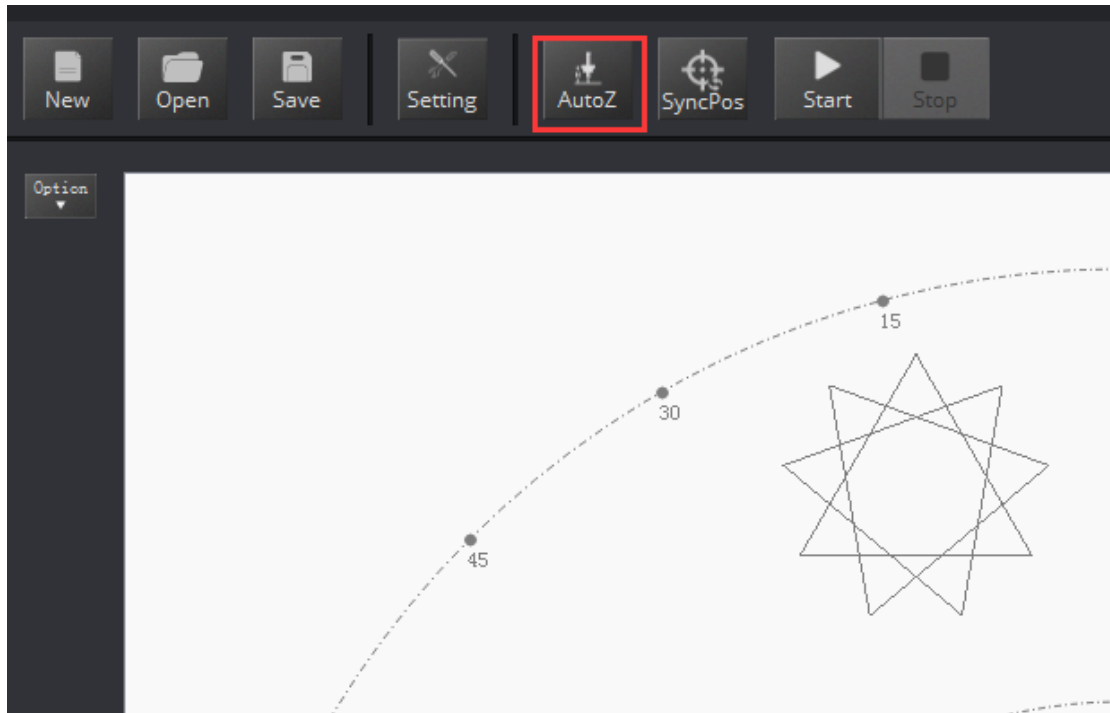 New
Open
Save
Setting
AutoZ
SyncPos
Start
Stop
Option
15
30
45